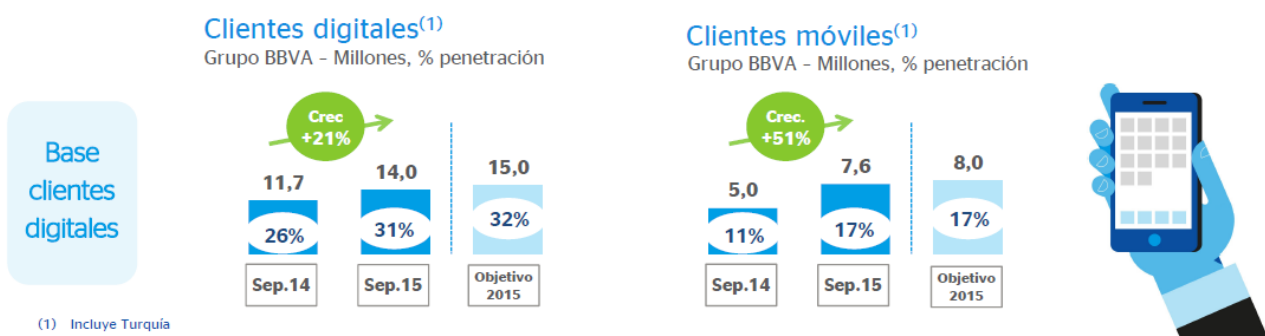 Clientes digitales(1)
Grupo BBVA - Millones, % penetración
Clientes móviles(1)
Grupo BBVA - Millones, % penetración
Base
clientes
digitales
Crec
+21%
11,7
14,0
15,0
26%
31%
32%
Sep.14
Sep.15
Objetivo
2015
Crec.
+51%
5,0
7,6
8,0
11%
17%
17%
Sep.14
Sep.15
Objetivo
2015
(1) Incluye Turquía